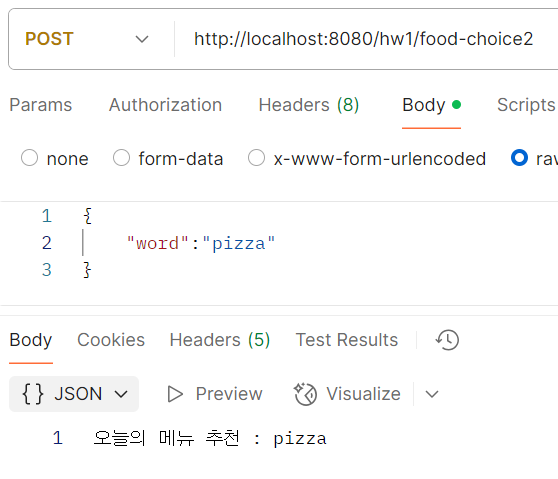 POST http://localhost:8080/hw1/food-choice2
Params Authorization Headers (8) Body Scripts
none form-data x-www-form-urlencoded
1 {
2 "word":"pizza"
3 }
Body Cookies Headers (5) Test Results
{} JSON Preview Visualize
1 오늘의 메뉴 추천 : pizza